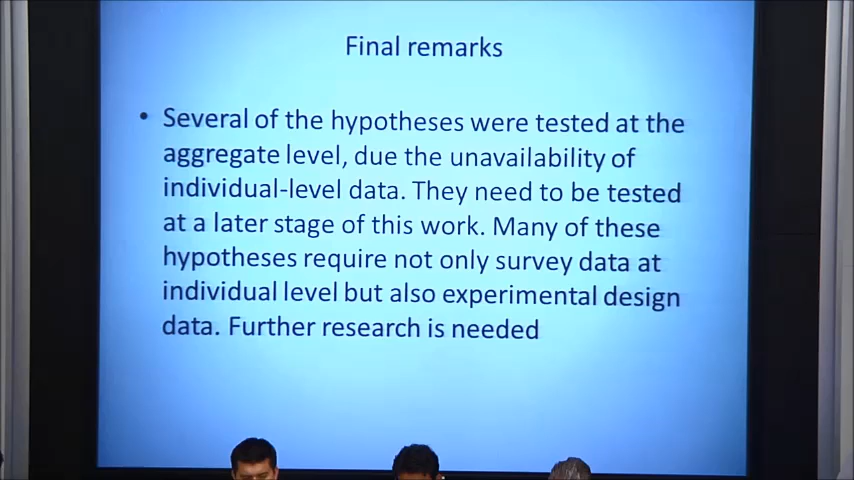 Final remarks
• Several of the hypotheses were tested at the
aggregate level, due the unavailability of
individual-level data. They need to be tested
at a later stage of this work. Many of these
hypotheses require not only survey data at
individual level but also experimental design
data. Further research is needed